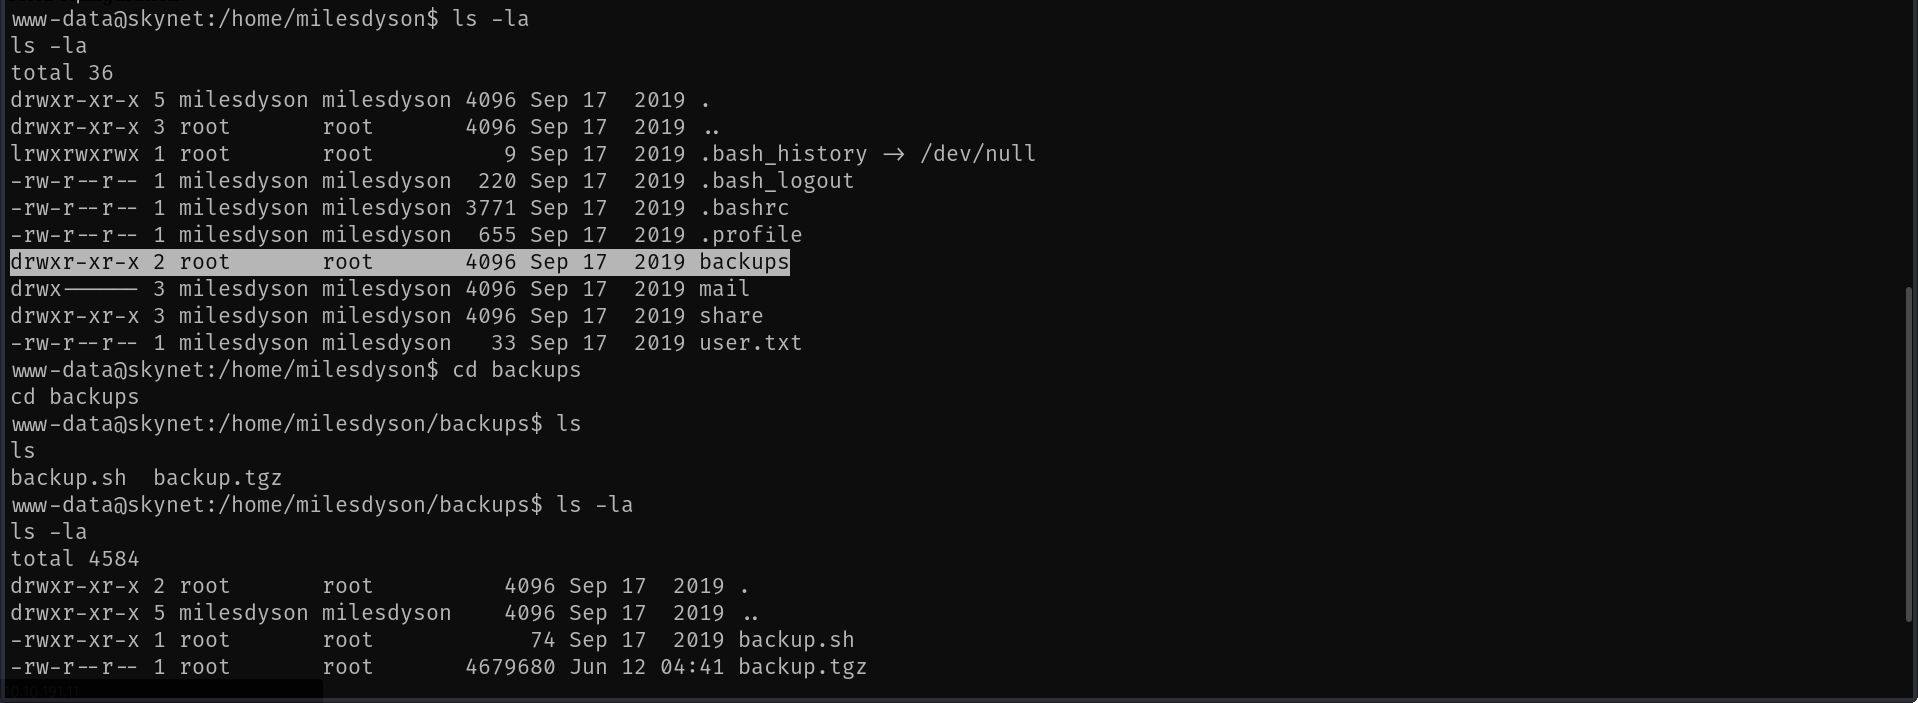 www-data@skynet:/home/milesdyson$ ls -la
ls -la
total 36
drwxr-xr-x 5 milesdyson milesdyson 4096 Sep 17  2019 .
drwxr-xr-x 3 root       root       4096 Sep 17  2019 ..
lrwxrwxrwx 1 root       root          9 Sep 17  2019 .bash_history -> /dev/null
-rw-r--r-- 1 milesdyson milesdyson  220 Sep 17  2019 .bash_logout
-rw-r--r-- 1 milesdyson milesdyson 3771 Sep 17  2019 .bashrc
-rw-r--r-- 1 milesdyson milesdyson  655 Sep 17  2019 .profile
drwxr-xr-x 2 root       root       4096 Sep 17  2019 backups
drwx------ 3 milesdyson milesdyson 4096 Sep 17  2019 mail
drwxr-xr-x 3 milesdyson milesdyson 4096 Sep 17  2019 share
-rw-r--r-- 1 milesdyson milesdyson   33 Sep 17  2019 user.txt
www-data@skynet:/home/milesdyson$ cd backups
cd backups
www-data@skynet:/home/milesdyson/backups$ ls
ls
backup.sh  backup.tgz
www-data@skynet:/home/milesdyson/backups$ ls -la
ls -la
total 4584
drwxr-xr-x 2 root       root          4096 Sep 17  2019 .
drwxr-xr-x 5 milesdyson milesdyson    4096 Sep 17  2019 ..
-rwxr-xr-x 1 root       root            74 Sep 17  2019 backup.sh
-rw-r--r-- 1 root       root       4679680 Jun 12 04:41 backup.tgz